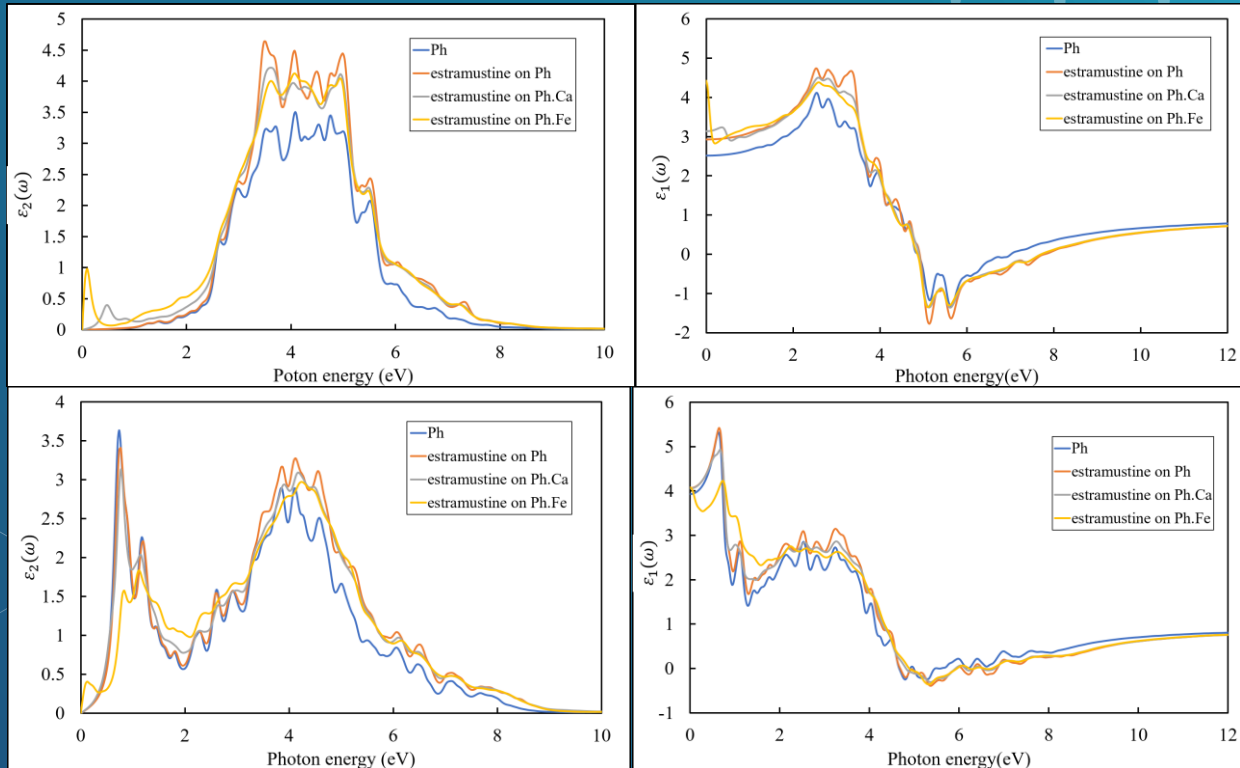 5
4.5
4
3.5
3
2.5
2
1.5
1
0.5
0
ε₂(ω)
Ph
estramustine on Ph
estramustine on Ph.Ca
estramustine on Ph.Fe
0 2 4 6 8 10
Poton energy (eV)
6
5
4
3
2
1
0
-1
-2
ε₁(ω)
Ph
estramustine on Ph
estramustine on Ph.Ca
estramustine on Ph.Fe
0 2 4 6 8 10 12
Photon energy(eV)
4
3.5
3
2.5
2
1.5
1
0.5
0
ε₂(ω)
Ph
estramustine on Ph
estramustine on Ph.Ca
estramustine on Ph.Fe
0 2 4 6 8 10
Photon energy (eV)
6
5
4
3
2
1
0
-1
ε₁(ω)
Ph
estramustine on Ph
estramustine on Ph.Ca
estramustine on Ph.Fe
0 2 4 6 8 10 12
Photon energy(eV)